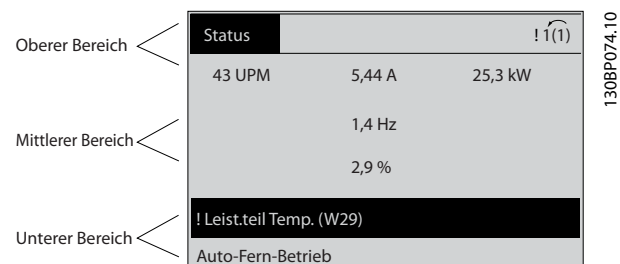 Oberer Bereich
Status
! 1(1)
43 UPM 5,44 A 25,3 kW
Mittlerer Bereich
1,4 Hz
2,9 %
! Leist.teil Temp. (W29)
Unterer Bereich
Auto-Fern-Betrieb
130BP074.10